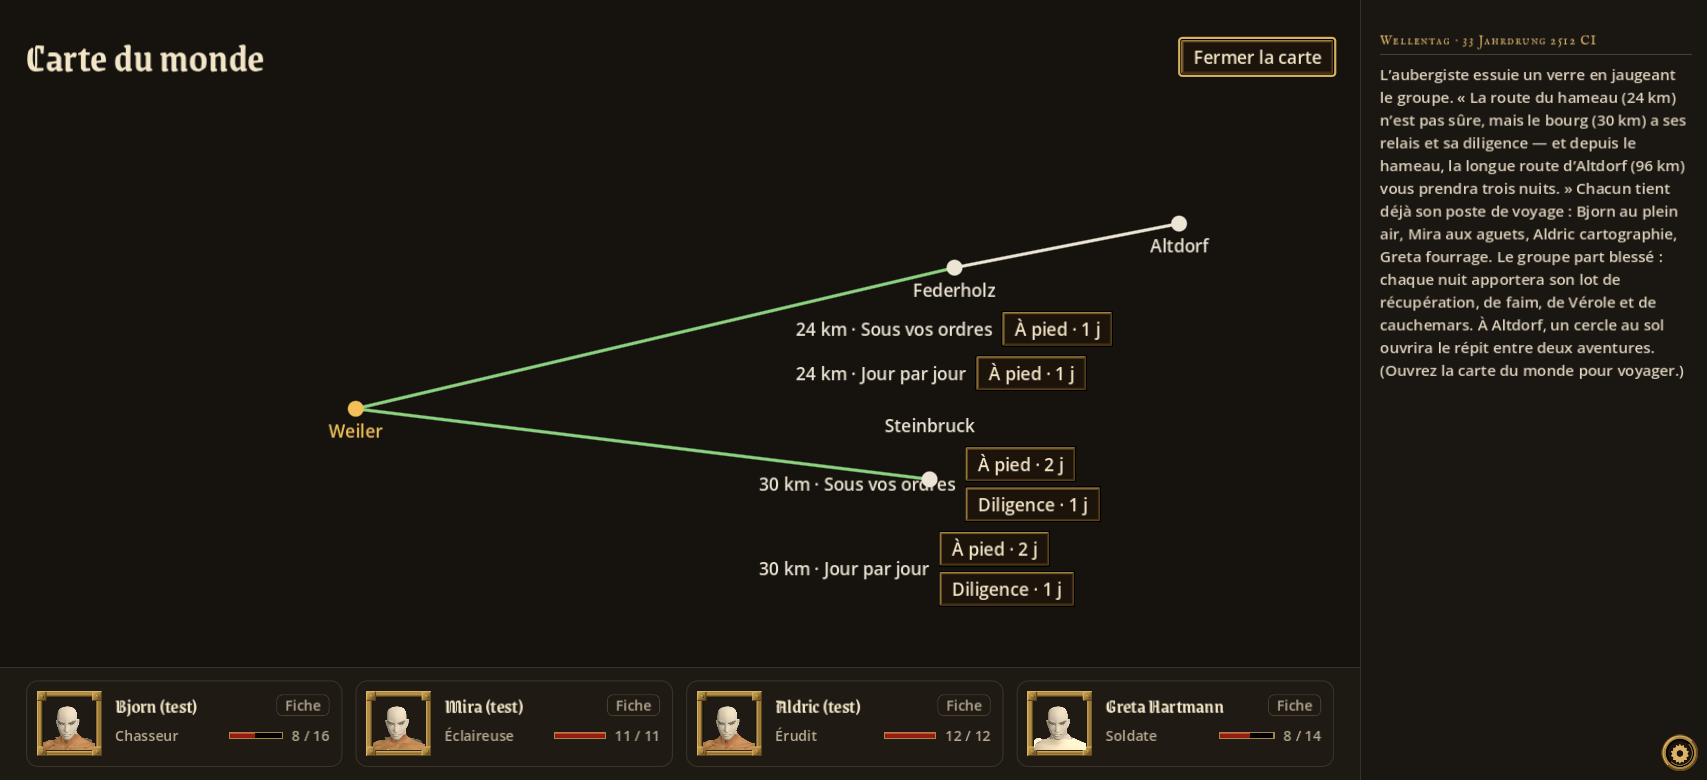 Carte du monde
Fermer la carte
Altdorf
Federholz
24 km · Sous vos ordres À pied · 1 j
24 km · Jour par jour À pied · 1 j
Weiler
Steinbruck
À pied · 2 j
30 km · Sous vos ordres
Diligence · 1 j
À pied · 2 j
30 km · Jour par jour
Diligence · 1 j
Bjorn (test) Fiche
Chasseur 8 / 16
Mira (test) Fiche
Éclaireuse 11 / 11
Aldric (test) Fiche
Érudit 12 / 12
Greta Hartmann Fiche
Soldate 8 / 14
Wellentag · 33 Jahrdrung 2512 CI
L’aubergiste essuie un verre en jaugeant
le groupe. « La route du hameau (24 km)
n’est pas sûre, mais le bourg (30 km) a ses
relais et sa diligence — et depuis le
hameau, la longue route d’Altdorf (96 km)
vous prendra trois nuits. » Chacun tient
déjà son poste de voyage : Bjorn au plein
air, Mira aux aguets, Aldric cartographie,
Greta fourrage. Le groupe part blessé :
chaque nuit apportera son lot de
récupération, de faim, de Vérole et de
cauchemars. À Altdorf, un cercle au sol
ouvrira le répit entre deux aventures.
(Ouvrez la carte du monde pour voyager.)